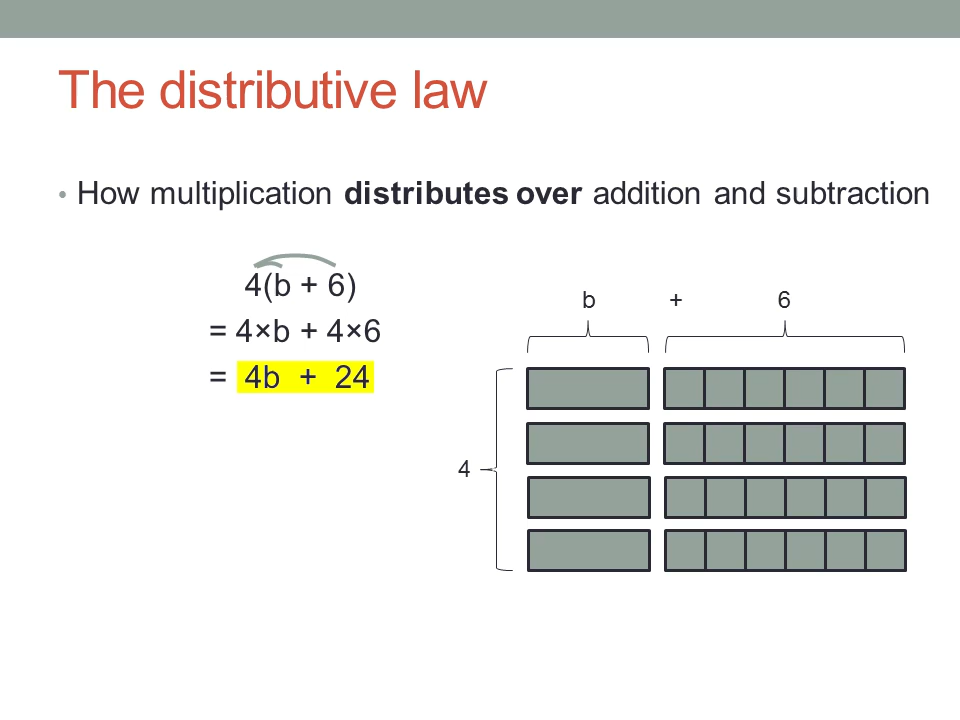 The distributive law
• How multiplication distributes over addition and subtraction
4(b + 6)
= 4×b + 4×6
= 4b + 24
b + 6
4